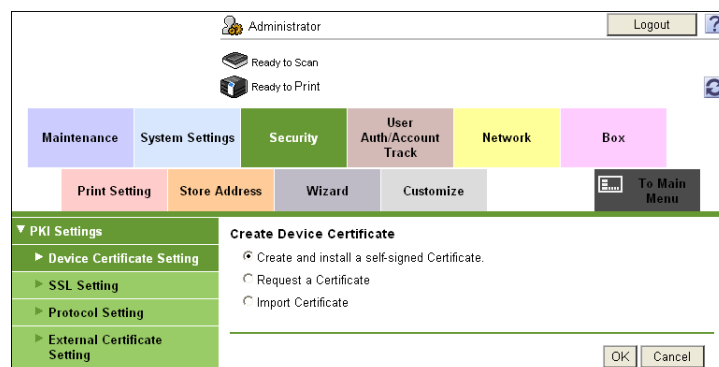 Administrator
Logout
?
Ready to Scan
Ready to Print
Maintenance
System Settings
Security
User
Auth/Account
Track
Network
Box
Print Setting
Store Address
Wizard
Customize
To Main
Menu
PKI Settings
Device Certificate Setting
SSL Setting
Protocol Setting
External Certificate
Setting
Create Device Certificate
Create and install a self-signed Certificate.
Request a Certificate
Import Certificate
OK
Cancel